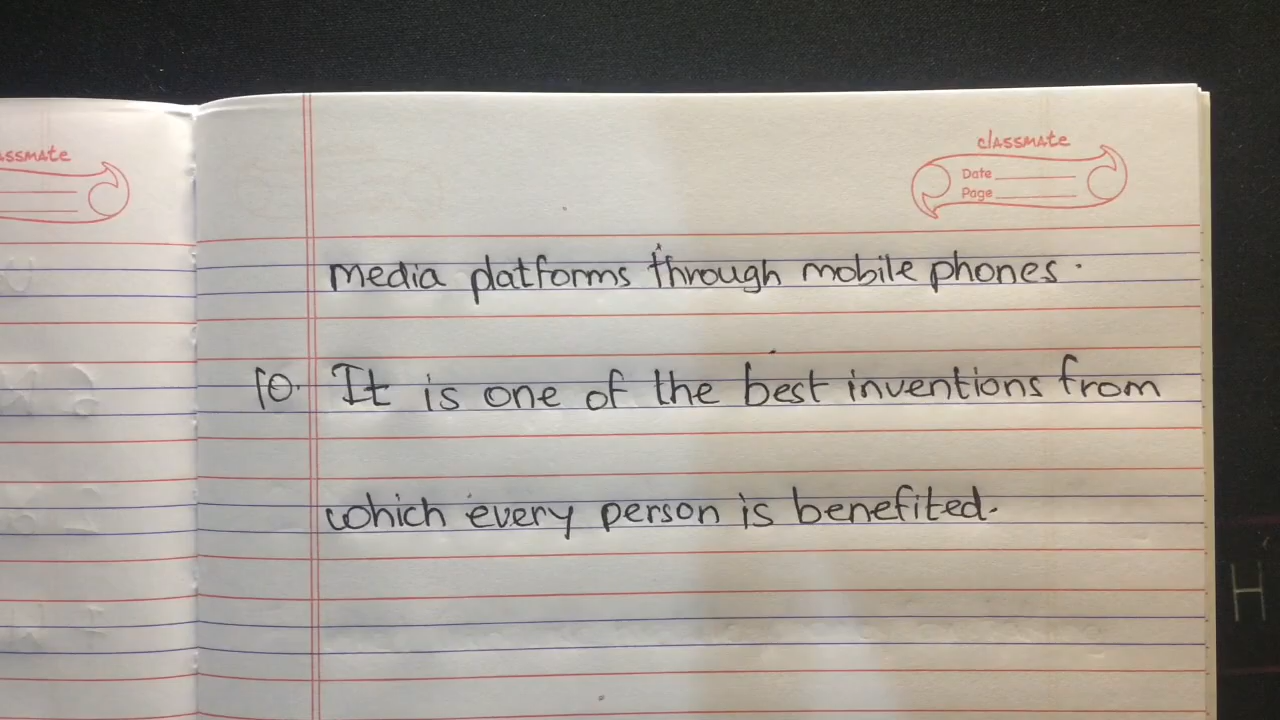 assmate
classmate
Date
Page
media platforms through mobile phones.
10. It is one of the best inventions from
which every person is benefited.
H